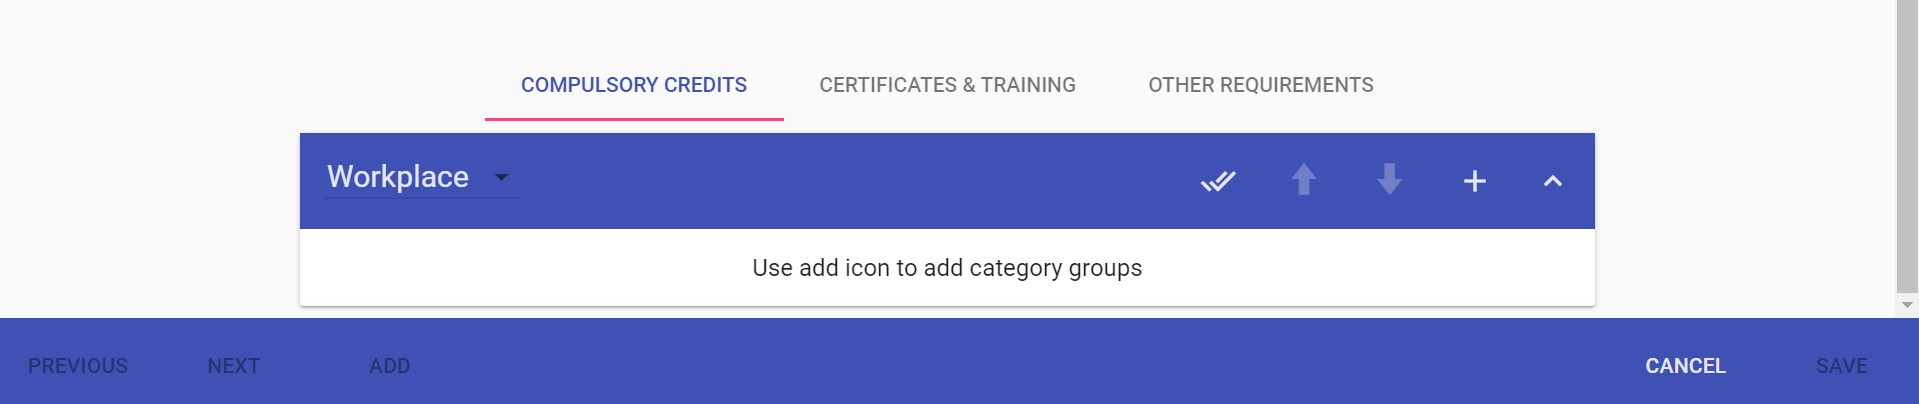 COMPULSORY CREDITS CERTIFICATES & TRAINING OTHER REQUIREMENTS
Workplace
Use add icon to add category groups
PREVIOUS NEXT ADD CANCEL SAVE